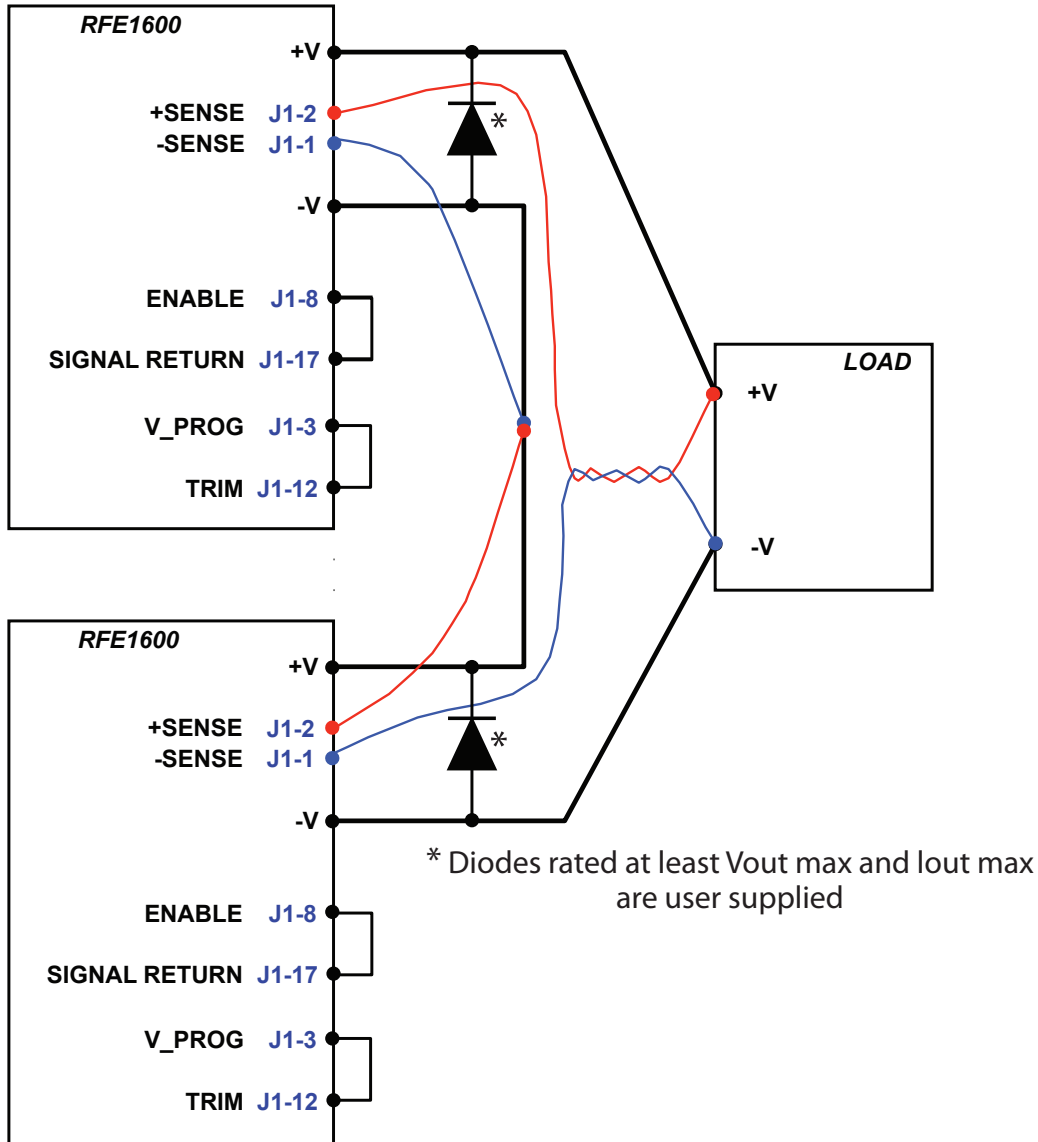 RFE1600
+V
+SENSE J1-2
-SENSE J1-1
*
-V
ENABLE J1-8
SIGNAL RETURN J1-17
LOAD
+V
V_PROG J1-3
TRIM J1-12
-V
RFE1600
+V
+SENSE J1-2
-SENSE J1-1
*
-V
* Diodes rated at least Vout max and Iout max
are user supplied
ENABLE J1-8
SIGNAL RETURN J1-17
V_PROG J1-3
TRIM J1-12